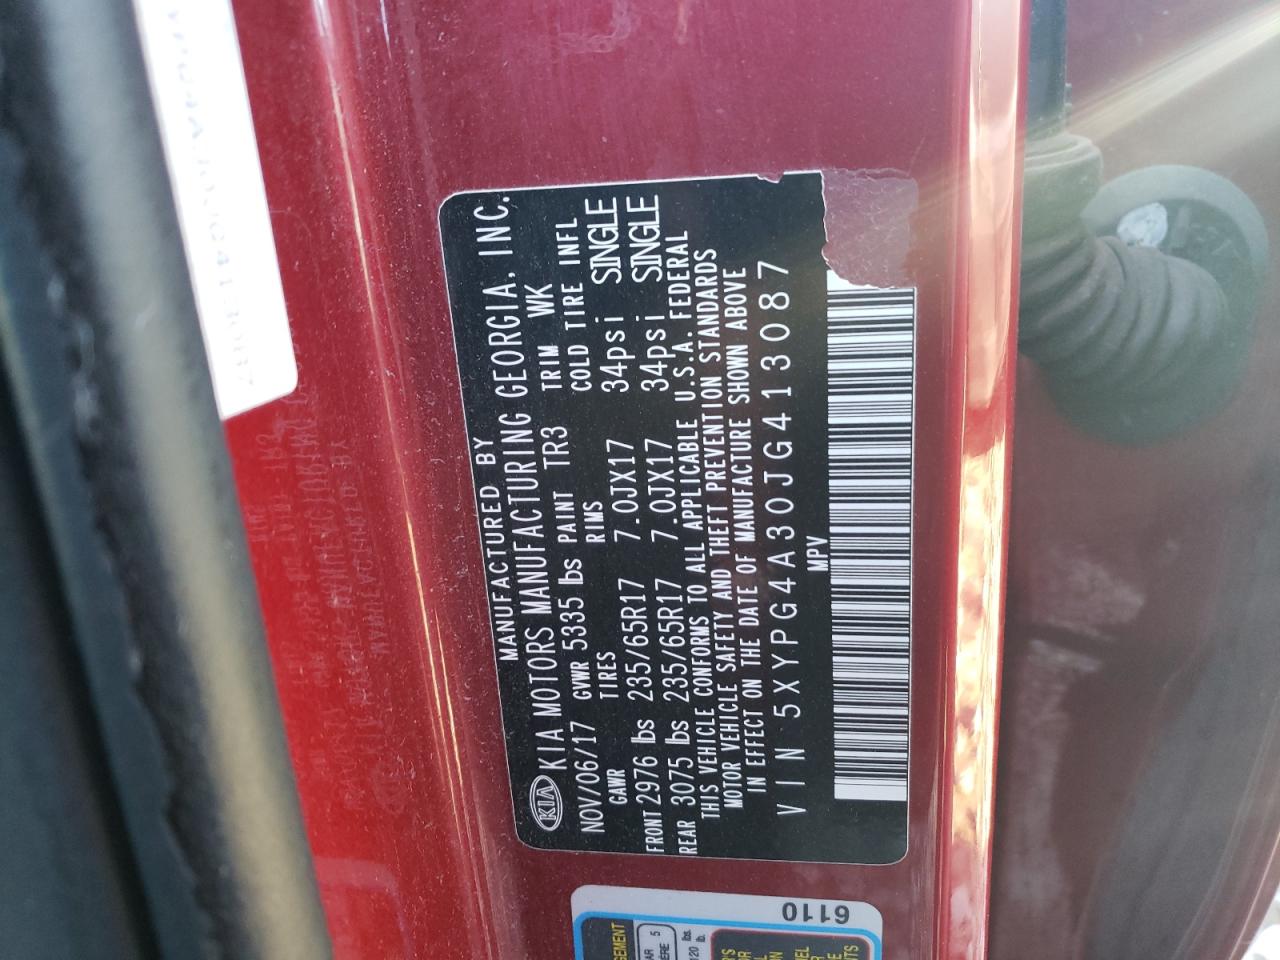 MANUFACTURED BY
KIA KIA MOTORS MANUFACTURING GEORGIA, INC.
NOV/06/17 GVWR 5335 lbs PAINT TR3 TRIM WK
GAWR TIRES RIMS COLD TIRE INFL
FRONT 2976 lbs 235/65R17 7.0JX17 34psi SINGLE
REAR 3075 lbs 235/65R17 7.0JX17 34psi SINGLE
THIS VEHICLE CONFORMS TO ALL APPLICABLE U.S.A. FEDERAL
MOTOR VEHICLE SAFETY AND THEFT PREVENTION STANDARDS
IN EFFECT ON THE DATE OF MANUFACTURE SHOWN ABOVE
VIN 5XYPG4A30JG413087
MPV
6110